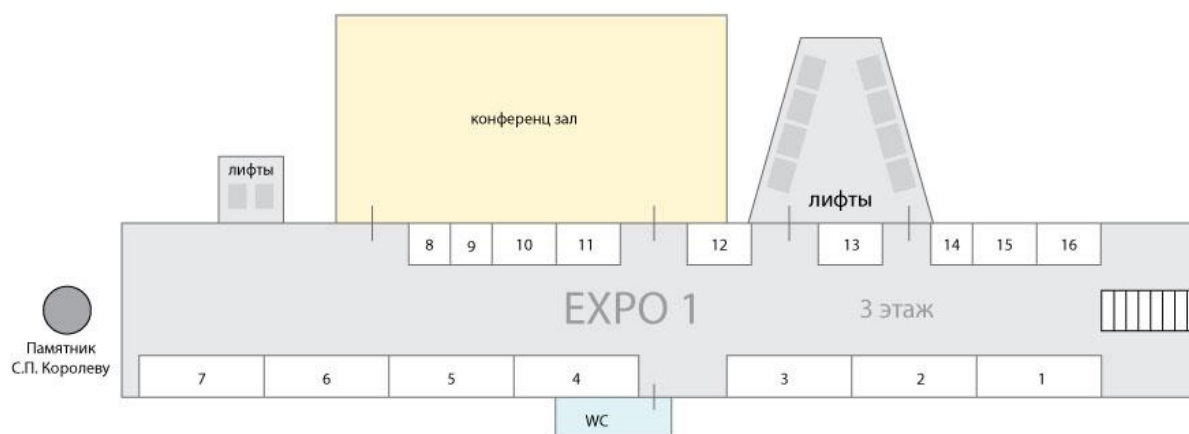 конференц зал
лифты
лифты
8 9 10 11 12 13 14 15 16
EXPO 1
3 этаж
Памятник
С.П. Королеву
7 6 5 4 3 2 1
WC